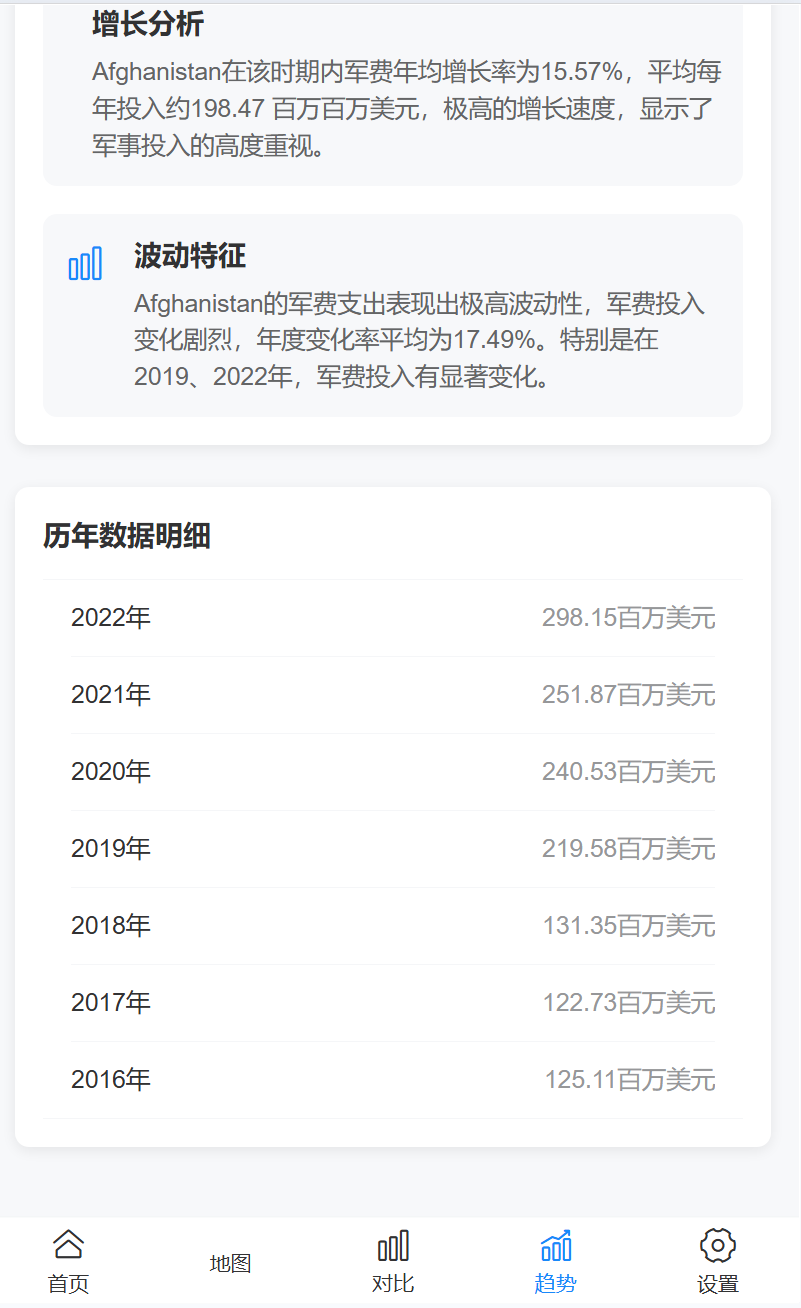 增长分析
Afghanistan在该时期内军费年均增长率为15.57%，平均每
年投入约198.47 百万百万美元，极高的增长速度，显示了
军事投入的高度重视。
波动特征
Afghanistan的军费支出表现出极高波动性，军费投入
变化剧烈，年度变化率平均为17.49%。特别是在
2019、2022年，军费投入有显著变化。
历年数据明细
2022年 298.15百万美元
2021年 251.87百万美元
2020年 240.53百万美元
2019年 219.58百万美元
2018年 131.35百万美元
2017年 122.73百万美元
2016年 125.11百万美元
首页 地图 对比 趋势 设置